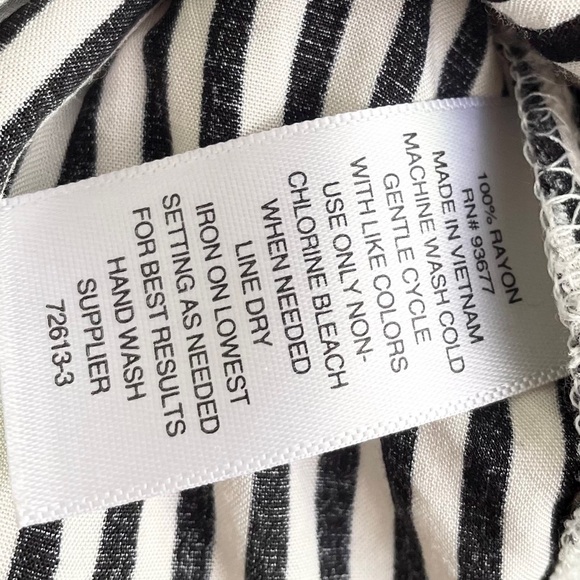 100% RAYON
RN# 93677
MADE IN VIETNAM
MACHINE WASH COLD
GENTLE CYCLE
WITH LIKE COLORS
USE ONLY NON-
CHLORINE BLEACH
WHEN NEEDED
LINE DRY
IRON ON LOWEST
SETTING AS NEEDED
FOR BEST RESULTS
HAND WASH
SUPPLIER
72613-3